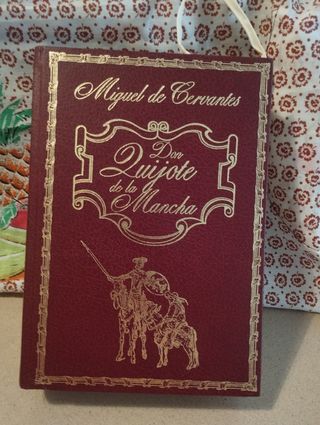 Miguel de Cervantes
Don
Quijote
de la
Mancha